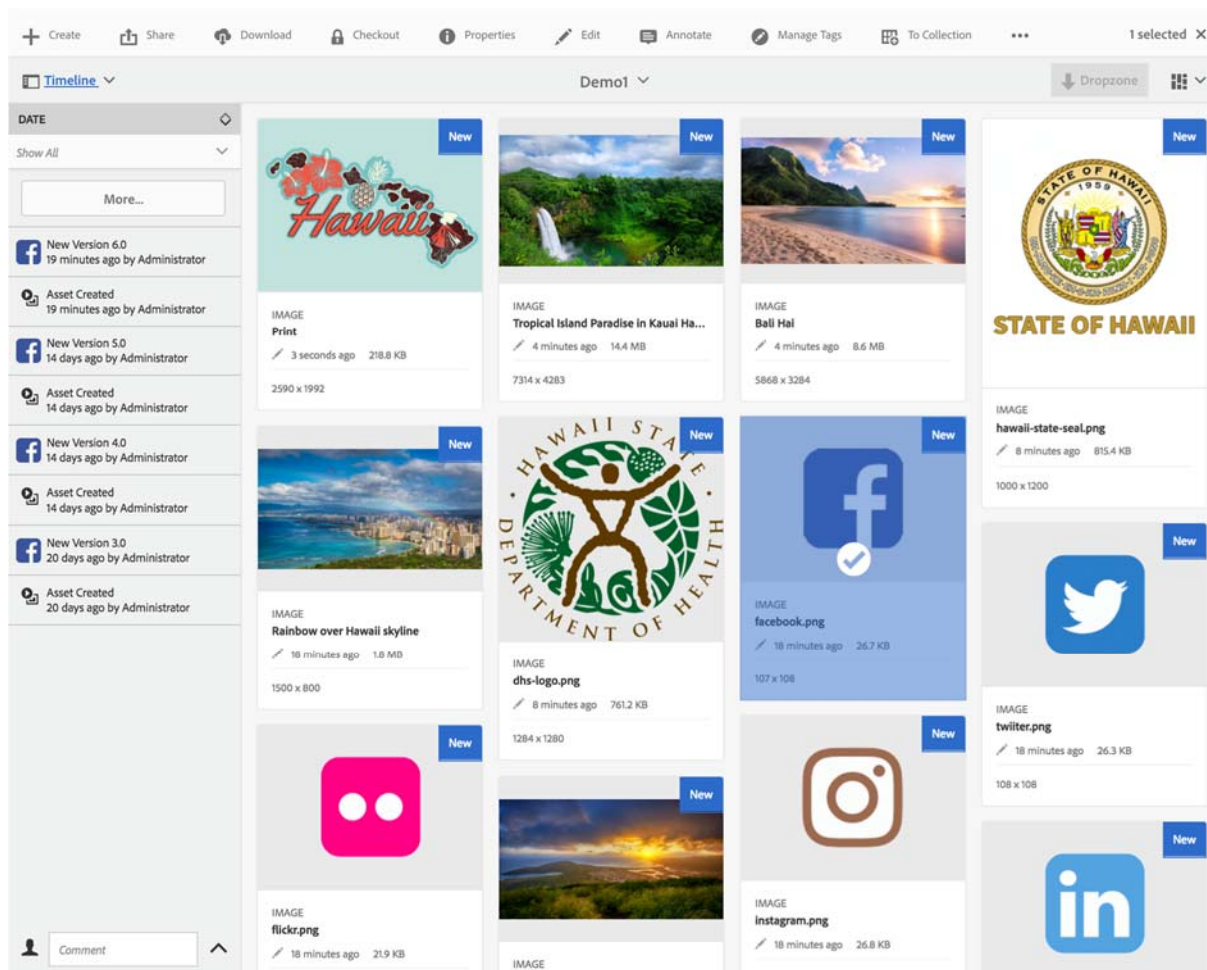 Create
Share
Download
Checkout
Properties
Edit
Annotate
Manage Tags
To Collection
1 selected
Timeline
Demo1
Dropzone
DATE
Show All
More...
New Version 6.0
19 minutes ago by Administrator
Asset Created
19 minutes ago by Administrator
New Version 5.0
14 days ago by Administrator
Asset Created
14 days ago by Administrator
New Version 4.0
14 days ago by Administrator
Asset Created
14 days ago by Administrator
New Version 3.0
20 days ago by Administrator
Asset Created
20 days ago by Administrator
Comment
New
Hawaii
IMAGE
Print
3 seconds ago 218.8 KB
2590 x 1992
New
IMAGE
Tropical Island Paradise in Kauai Ha...
4 minutes ago 14.4 MB
7314 x 4283
New
IMAGE
Bali Hai
4 minutes ago 8.6 MB
5868 x 3284
New
STATE OF HAWAII
1959
STATE OF HAWAII
IMAGE
hawaii-state-seal.png
8 minutes ago 815.4 KB
1000 x 1200
New
IMAGE
Rainbow over Hawaii skyline
18 minutes ago 1.8 MB
1500 x 800
New
HAWAII STATE
DEPARTMENT OF HEALTH
IMAGE
dhs-logo.png
8 minutes ago 761.2 KB
1284 x 1280
New
f
IMAGE
facebook.png
18 minutes ago 26.7 KB
107 x 108
New
IMAGE
twiiter.png
18 minutes ago 26.3 KB
108 x 108
New
IMAGE
flickr.png
18 minutes ago 21.9 KB
New
IMAGE
New
IMAGE
instagram.png
18 minutes ago 26.8 KB
New
in